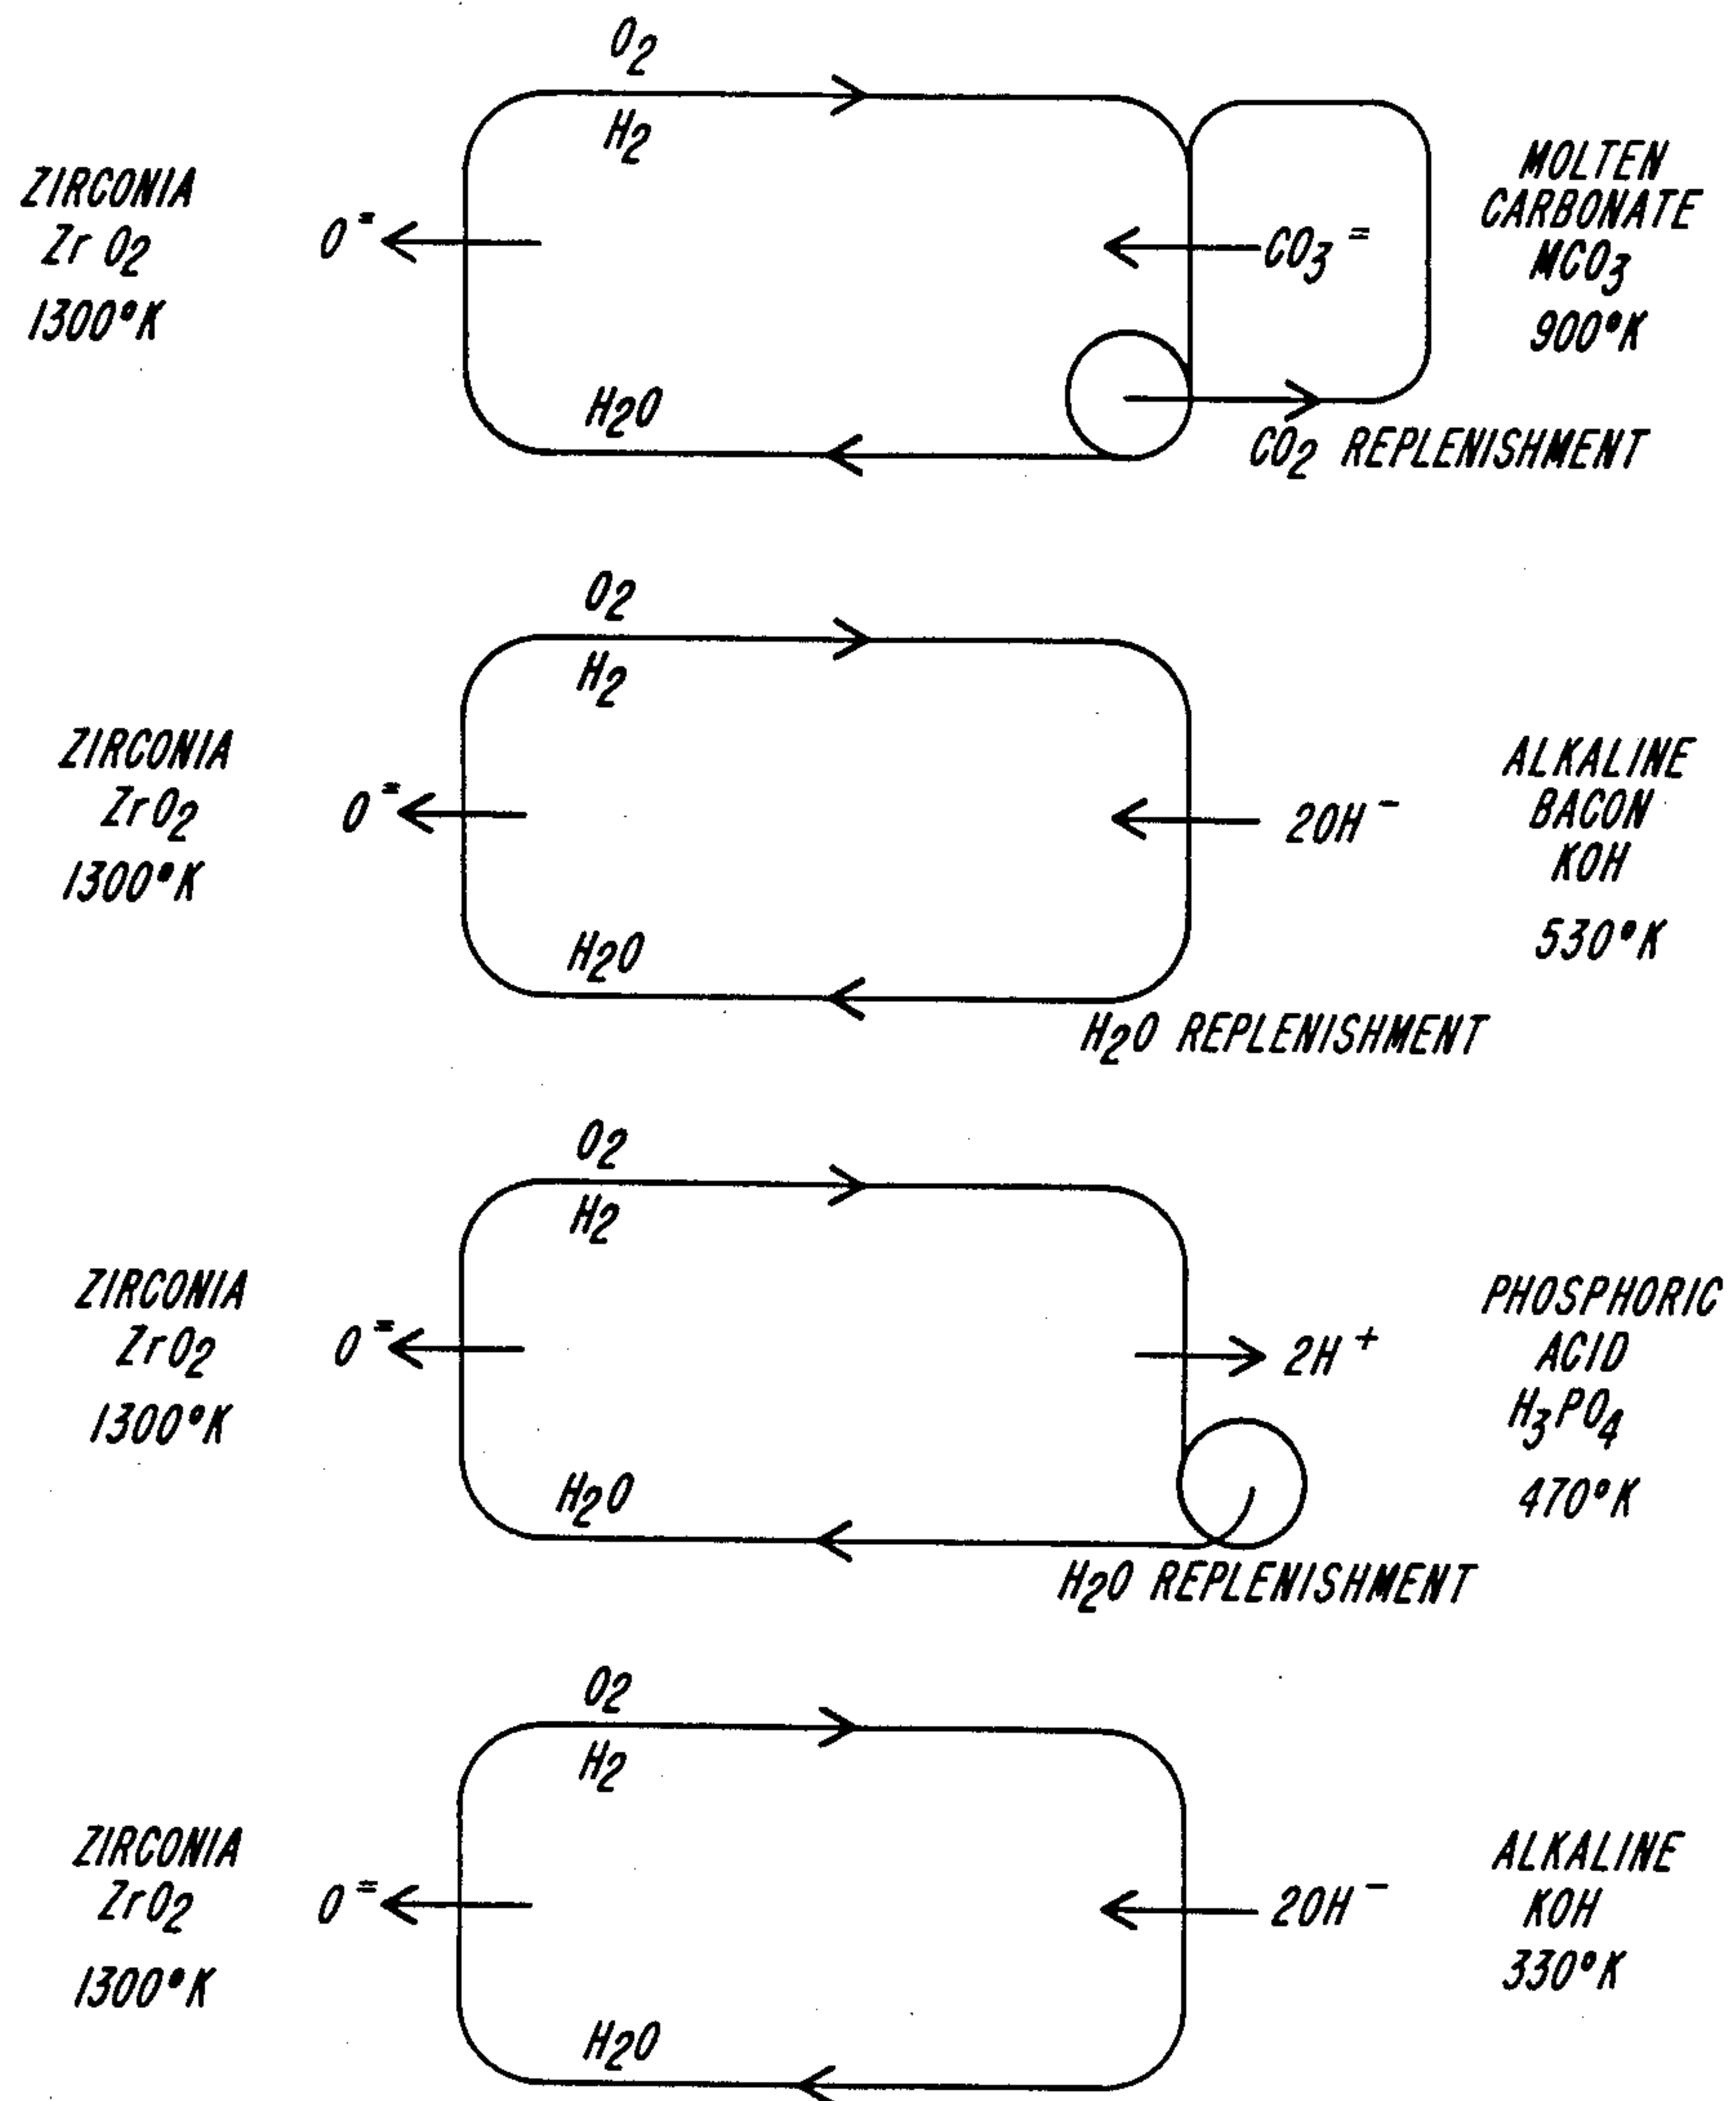 O2
H2
ZIRCONIA
Zr O2
1300°K
O=
CO3=
MOLTEN
CARBONATE
MCO3
900°K
H2O
CO2 REPLENISHMENT
O2
H2
ZIRCONIA
ZrO2
1300°K
O=
2OH-
ALKALINE
BACON
KOH
530°K
H2O
H2O REPLENISHMENT
O2
H2
ZIRCONIA
ZrO2
1300°K
O=
2H+
PHOSPHORIC
ACID
H3PO4
470°K
H2O
H2O REPLENISHMENT
O2
H2
ZIRCONIA
ZrO2
1300°K
O=
2OH-
ALKALINE
KOH
330°K
H2O